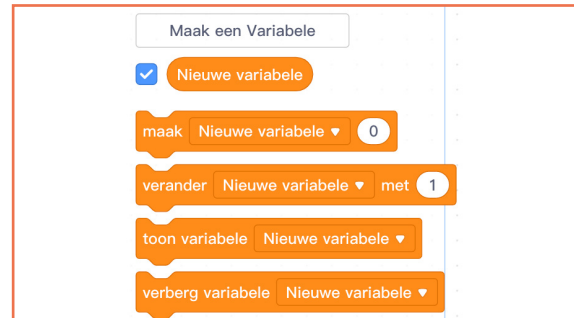 Maak een Variabele
Nieuwe variabele
maak Nieuwe variabele 0
verander Nieuwe variabele met 1
toon variabele Nieuwe variabele
verberg variabele Nieuwe variabele